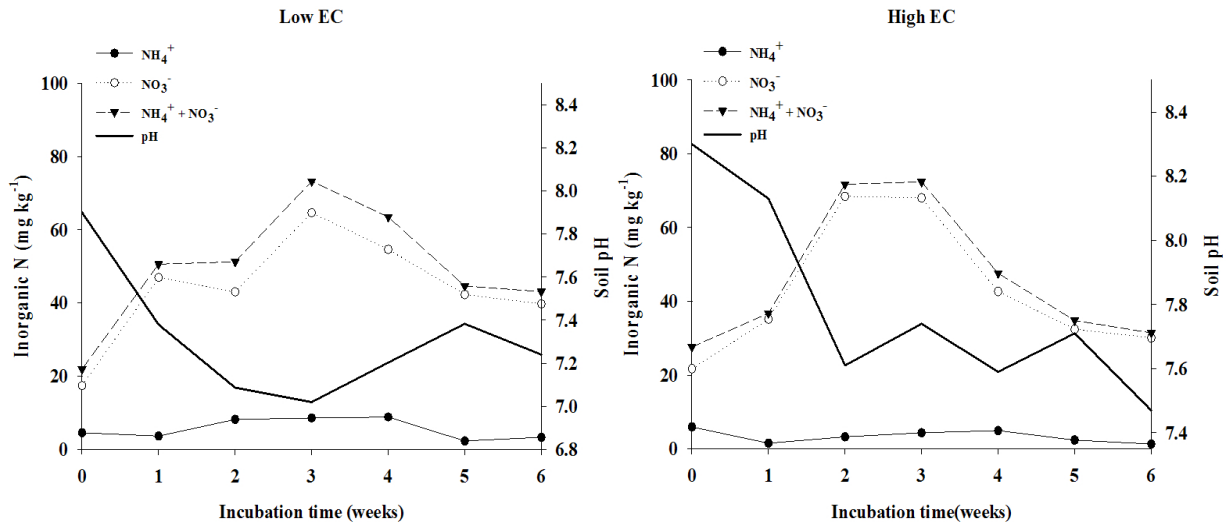 Low EC
NH₄⁺
NO₃⁻
NH₄⁺ + NO₃⁻
pH
100
80
60
40
20
0
Inorganic N (mg kg⁻¹)
8.4
8.2
8.0
7.8
7.6
7.4
7.2
7.0
6.8
Soil pH
0 1 2 3 4 5 6
Incubation time (weeks)
High EC
NH₄⁺
NO₃⁻
NH₄⁺ + NO₃⁻
pH
100
80
60
40
20
0
Inorganic N (mg kg⁻¹)
8.4
8.2
8.0
7.8
7.6
7.4
Soil pH
0 1 2 3 4 5 6
Incubation time(weeks)